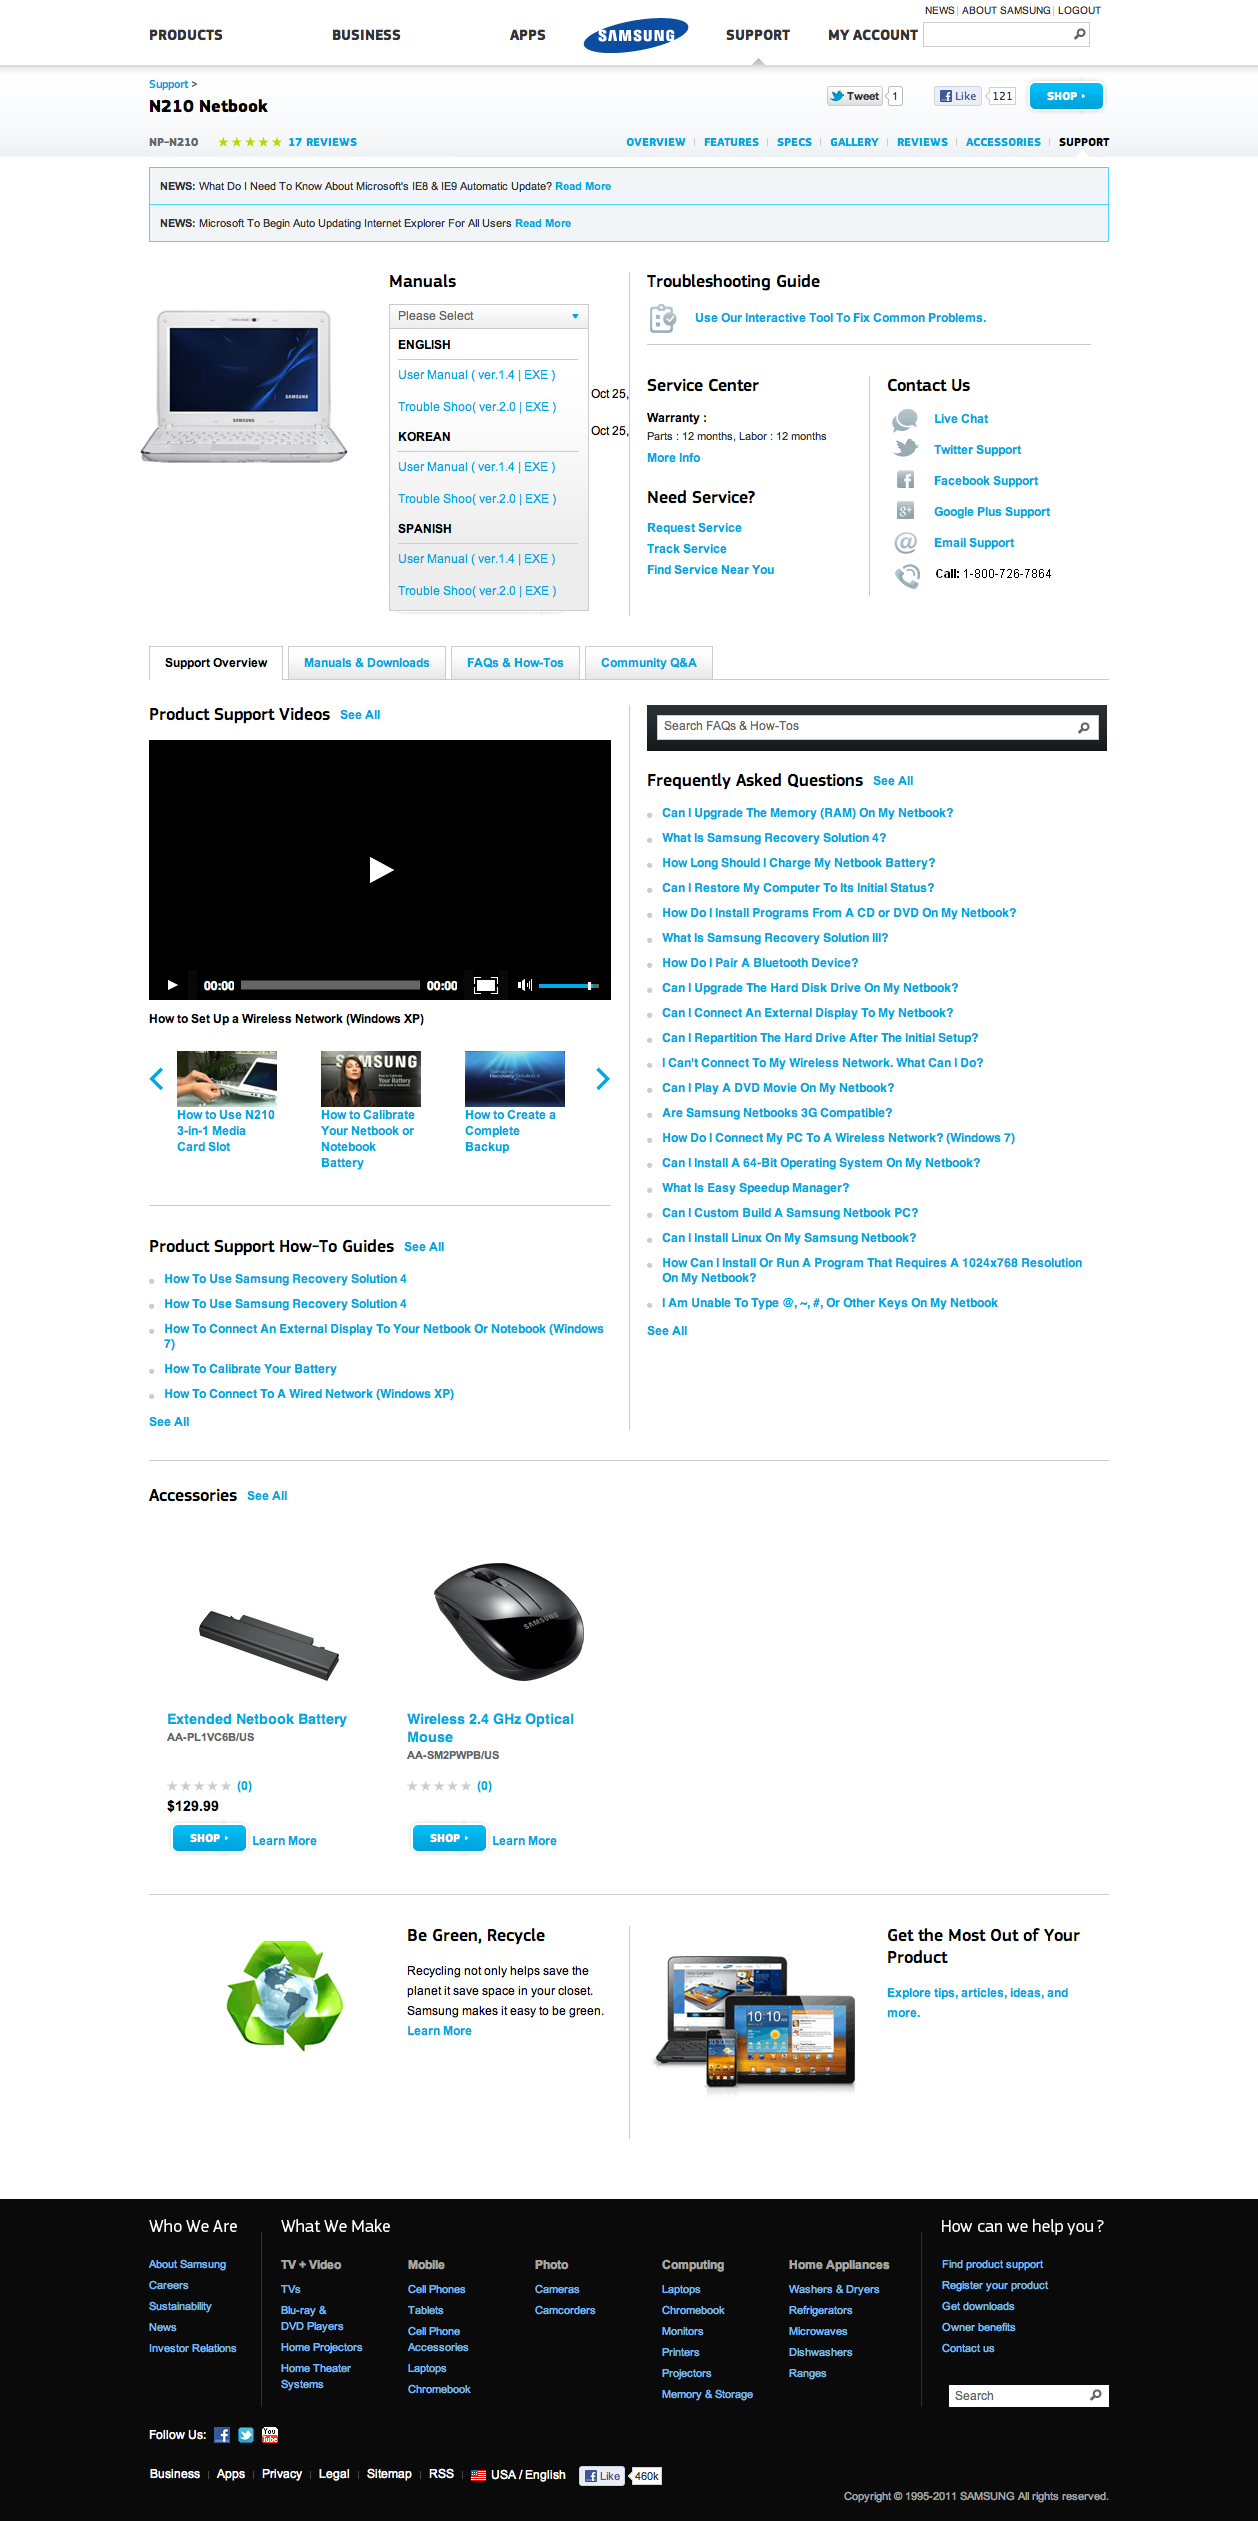 NEWS | ABOUT SAMSUNG | LOGOUT
PRODUCTS BUSINESS APPS SAMSUNG SUPPORT MY ACCOUNT
Support >
N210 Netbook
Tweet 1 Like 121 SHOP
NP-N210 17 REVIEWS
OVERVIEW FEATURES SPECS GALLERY REVIEWS ACCESSORIES SUPPORT
NEWS: What Do I Need To Know About Microsoft's IE8 & IE9 Automatic Update? Read More
NEWS: Microsoft To Begin Auto Updating Internet Explorer For All Users Read More
SAMSUNG
SAMSUNG
Manuals
Please Select
ENGLISH
User Manual ( ver.1.4 | EXE )
Trouble Shoo( ver.2.0 | EXE )
KOREAN
User Manual ( ver.1.4 | EXE )
Trouble Shoo( ver.2.0 | EXE )
SPANISH
User Manual ( ver.1.4 | EXE )
Trouble Shoo( ver.2.0 | EXE )
Oct 25,
Oct 25,
Troubleshooting Guide
Use Our Interactive Tool To Fix Common Problems.
Service Center
Warranty :
Parts : 12 months, Labor : 12 months
More Info
Need Service?
Request Service
Track Service
Find Service Near You
Contact Us
Live Chat
Twitter Support
Facebook Support
Google Plus Support
Email Support
Call: 1-800-726-7864
Support Overview Manuals & Downloads FAQs & How-Tos Community Q&A
Product Support Videos See All
00:00 00:00
How to Set Up a Wireless Network (Windows XP)
How to Use N210
3-in-1 Media
Card Slot
SAMSUNG
How to Calibrate
Your Battery
How to Calibrate
Your Netbook or
Notebook
Battery
Samsung
Recovery Solution 4
How to Create a
Complete
Backup
Product Support How-To Guides See All
How To Use Samsung Recovery Solution 4
How To Use Samsung Recovery Solution 4
How To Connect An External Display To Your Netbook Or Notebook (Windows
7)
How To Calibrate Your Battery
How To Connect To A Wired Network (Windows XP)
See All
Search FAQs & How-Tos
Frequently Asked Questions See All
Can I Upgrade The Memory (RAM) On My Netbook?
What Is Samsung Recovery Solution 4?
How Long Should I Charge My Netbook Battery?
Can I Restore My Computer To Its Initial Status?
How Do I Install Programs From A CD or DVD On My Netbook?
What Is Samsung Recovery Solution III?
How Do I Pair A Bluetooth Device?
Can I Upgrade The Hard Disk Drive On My Netbook?
Can I Connect An External Display To My Netbook?
Can I Repartition The Hard Drive After The Initial Setup?
I Can't Connect To My Wireless Network. What Can I Do?
Can I Play A DVD Movie On My Netbook?
Are Samsung Netbooks 3G Compatible?
How Do I Connect My PC To A Wireless Network? (Windows 7)
Can I Install A 64-Bit Operating System On My Netbook?
What Is Easy Speedup Manager?
Can I Custom Build A Samsung Netbook PC?
Can I Install Linux On My Samsung Netbook?
How Can I Install Or Run A Program That Requires A 1024x768 Resolution
On My Netbook?
I Am Unable To Type @, ~, #, Or Other Keys On My Netbook
See All
Accessories See All
SAMSUNG
Extended Netbook Battery
AA-PL1VC6B/US
(0)
$129.99
SHOP Learn More
Wireless 2.4 GHz Optical
Mouse
AA-SM2PWPB/US
(0)
SHOP Learn More
Be Green, Recycle
Recycling not only helps save the
planet it save space in your closet.
Samsung makes it easy to be green.
Learn More
10:10
Get the Most Out of Your
Product
Explore tips, articles, ideas, and
more.
Who We Are
About Samsung
Careers
Sustainability
News
Investor Relations
What We Make
TV + Video
TVs
Blu-ray &
DVD Players
Home Projectors
Home Theater
Systems
Mobile
Cell Phones
Tablets
Cell Phone
Accessories
Laptops
Chromebook
Photo
Cameras
Camcorders
Computing
Laptops
Chromebook
Monitors
Printers
Projectors
Memory & Storage
Home Appliances
Washers & Dryers
Refrigerators
Microwaves
Dishwashers
Ranges
How can we help you?
Find product support
Register your product
Get downloads
Owner benefits
Contact us
Search
Follow Us: You Tube
Business Apps Privacy Legal Sitemap RSS USA / English Like 460k
Copyright © 1995-2011 SAMSUNG All rights reserved.